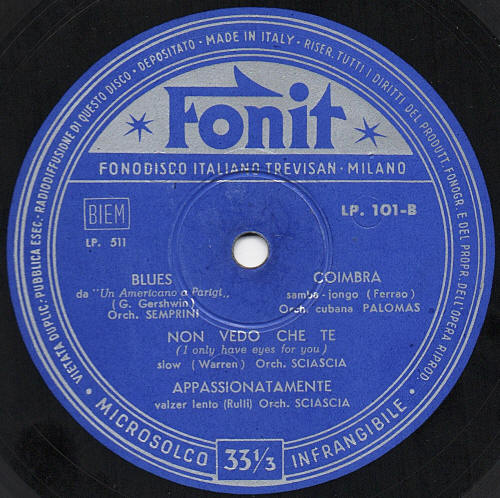 VIETATA DUPLIC.·PUBBLICA ESEC.·RADIODIFFUSIONE DI QUESTO DISCO · DEPOSITATO · MADE IN ITALY · RISER. TUTTI I DIRITTI DEL PRODUTT. FONOGR. E DEL PROPR. DELL'OPERA RIPROD.
Fonit
FONODISCO ITALIANO TREVISAN · MILANO
BIEM
LP. 101-B
LP. 511
BLUES
da "Un Americano a Parigi,,
(G. Gershwin)
Orch. SEMPRINI
COIMBRA
samba-jongo (Ferrao)
Orch. cubana PALOMAS
NON VEDO CHE TE
(I only have eyes for you)
slow (Warren) Orch. SCIASCIA
APPASSIONATAMENTE
valzer lento (Rulli) Orch. SCIASCIA
• MICROSOLCO 33 1/3 INFRANGIBILE •